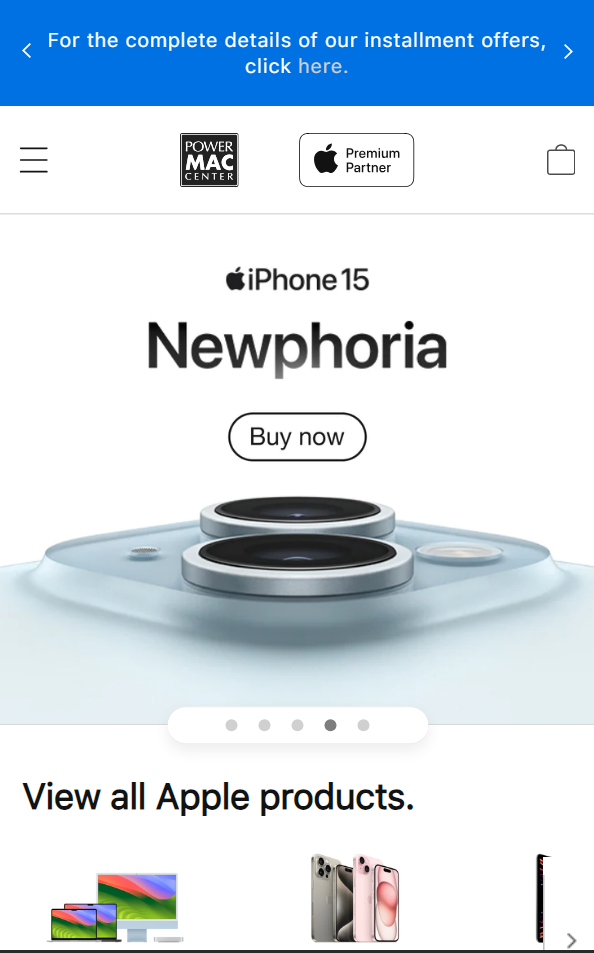 For the complete details of our installment offers,
click here.
POWER
MAC
CENTER
Premium
Partner
iPhone 15
Newphoria
Buy now
View all Apple products.